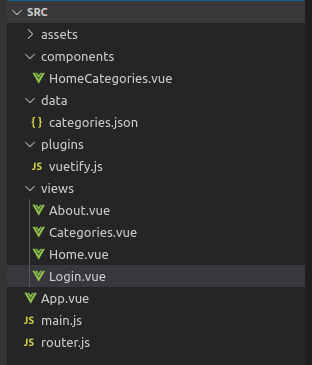 SRC
assets
components
HomeCategories.vue
data
{ } categories.json
plugins
JS vuetify.js
views
About.vue
Categories.vue
Home.vue
Login.vue
App.vue
JS main.js
JS router.js